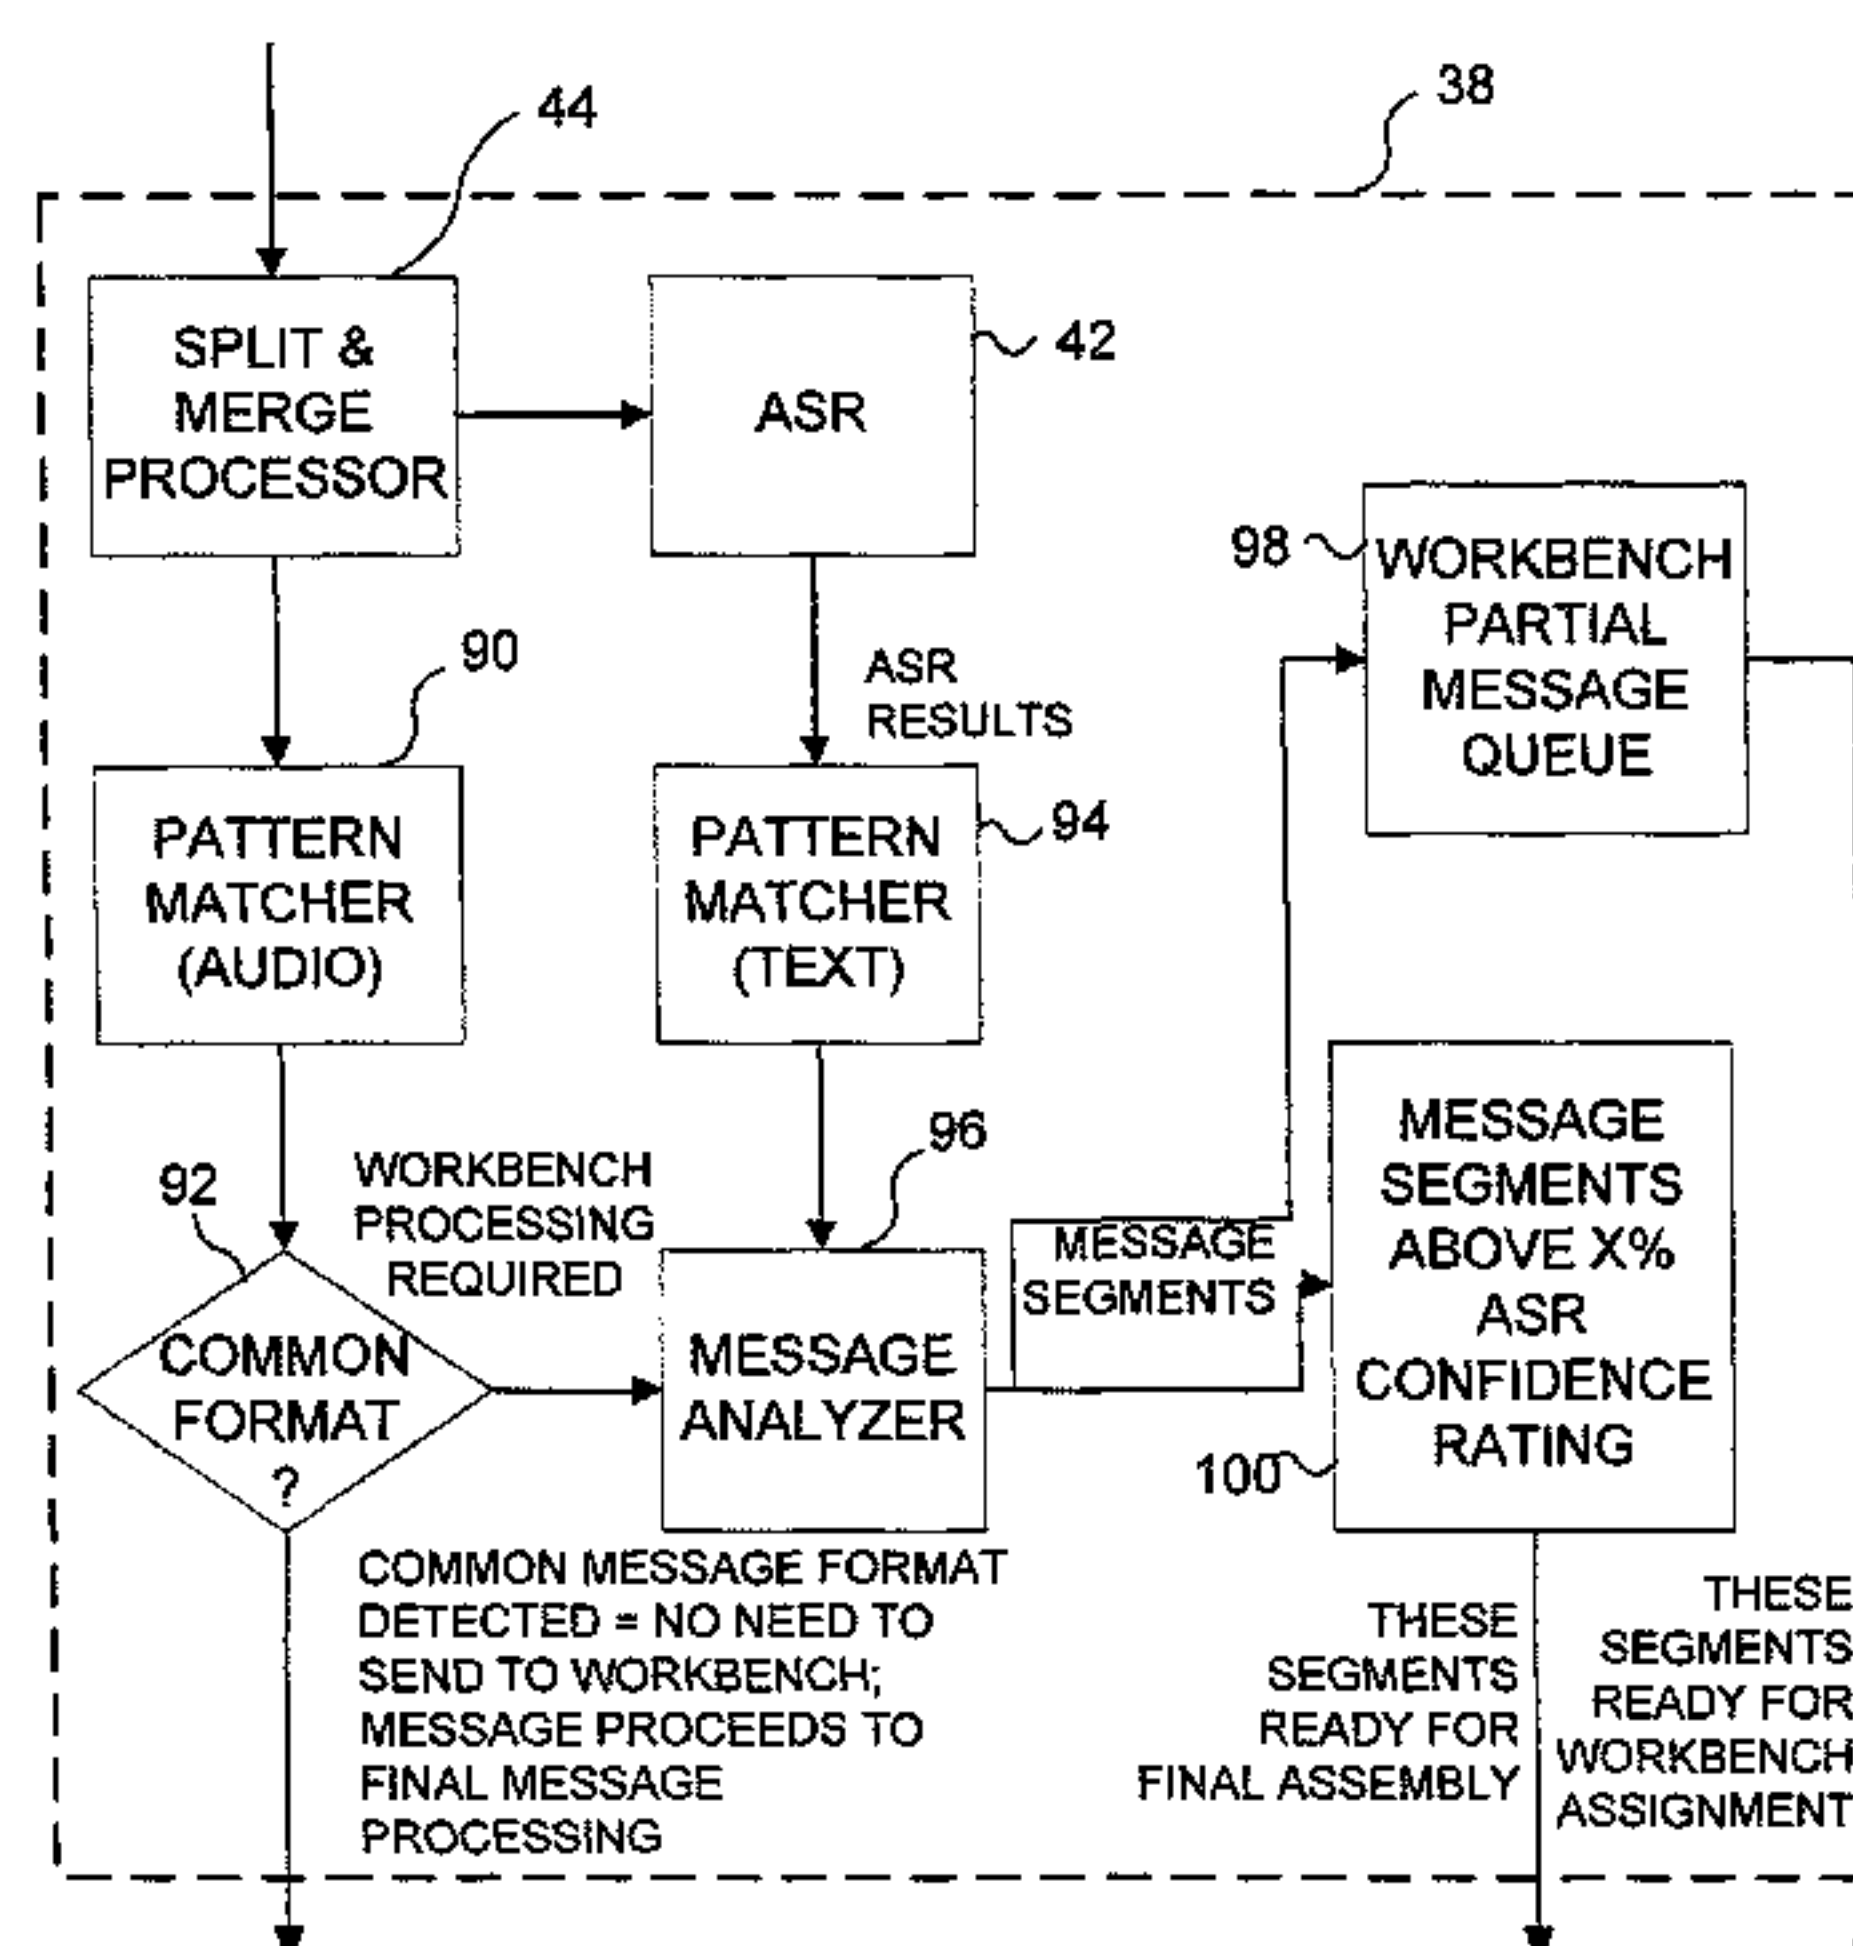 44
38
SPLIT &
MERGE
PROCESSOR
ASR
42
98
WORKBENCH
PARTIAL
MESSAGE
QUEUE
90
ASR
RESULTS
PATTERN
MATCHER
(AUDIO)
PATTERN
MATCHER
(TEXT)
94
96
92
WORKBENCH
PROCESSING
REQUIRED
MESSAGE
SEGMENTS
MESSAGE
SEGMENTS
ABOVE X%
ASR
CONFIDENCE
RATING
COMMON
FORMAT
?
MESSAGE
ANALYZER
100
COMMON MESSAGE FORMAT
DETECTED = NO NEED TO
SEND TO WORKBENCH;
MESSAGE PROCEEDS TO
FINAL MESSAGE
PROCESSING
THESE
SEGMENTS
READY FOR
FINAL ASSEMBLY
THESE
SEGMENTS
READY FOR
WORKBENCH
ASSIGNMENT